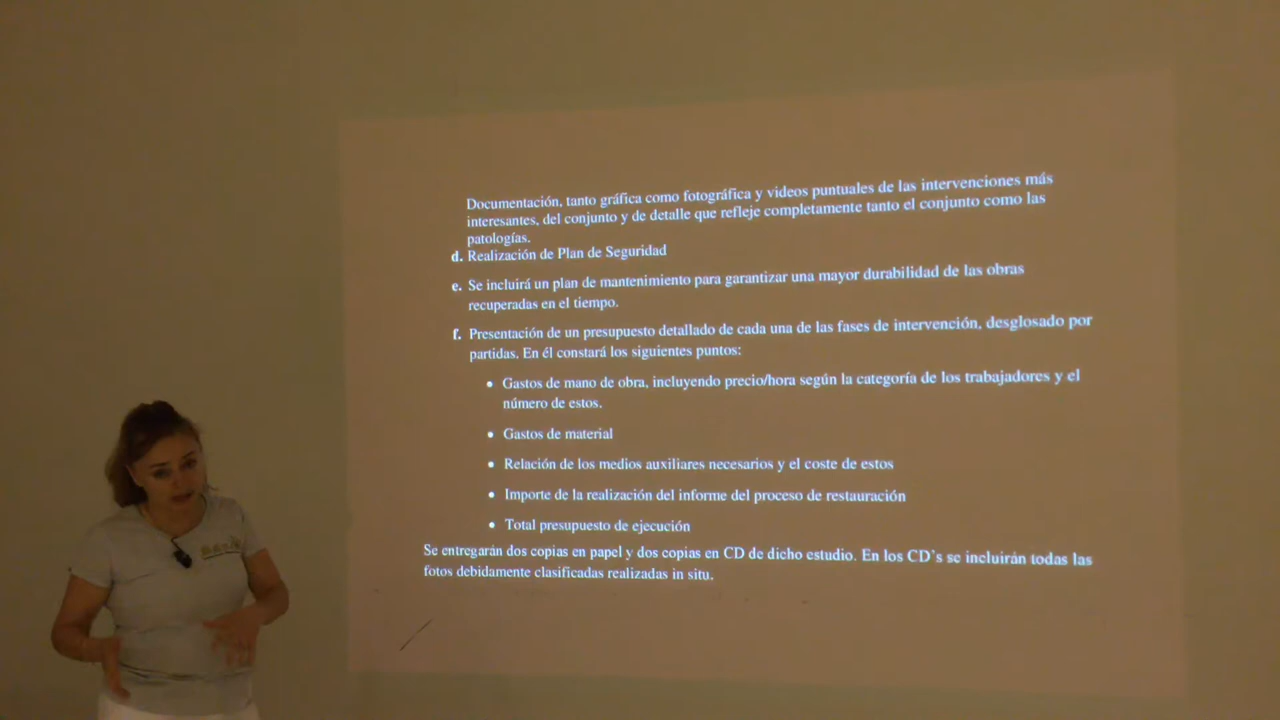 Documentación, tanto gráfica como fotográfica y videos puntuales de las intervenciones más
interesantes, del conjunto y de detalle que refleje completamente tanto el conjunto como las
patologías.
d. Realización de Plan de Seguridad
e. Se incluirá un plan de mantenimiento para garantizar una mayor durabilidad de las obras
recuperadas en el tiempo.
f. Presentación de un presupuesto detallado de cada una de las fases de intervención, desglosado por
partidas. En él constará los siguientes puntos:
• Gastos de mano de obra, incluyendo precio/hora según la categoría de los trabajadores y el
número de estos.
• Gastos de material
• Relación de los medios auxiliares necesarios y el coste de estos
• Importe de la realización del informe del proceso de restauración
• Total presupuesto de ejecución
Se entregarán dos copias en papel y dos copias en CD de dicho estudio. En los CD's se incluirán todas las
fotos debidamente clasificadas realizadas in situ.